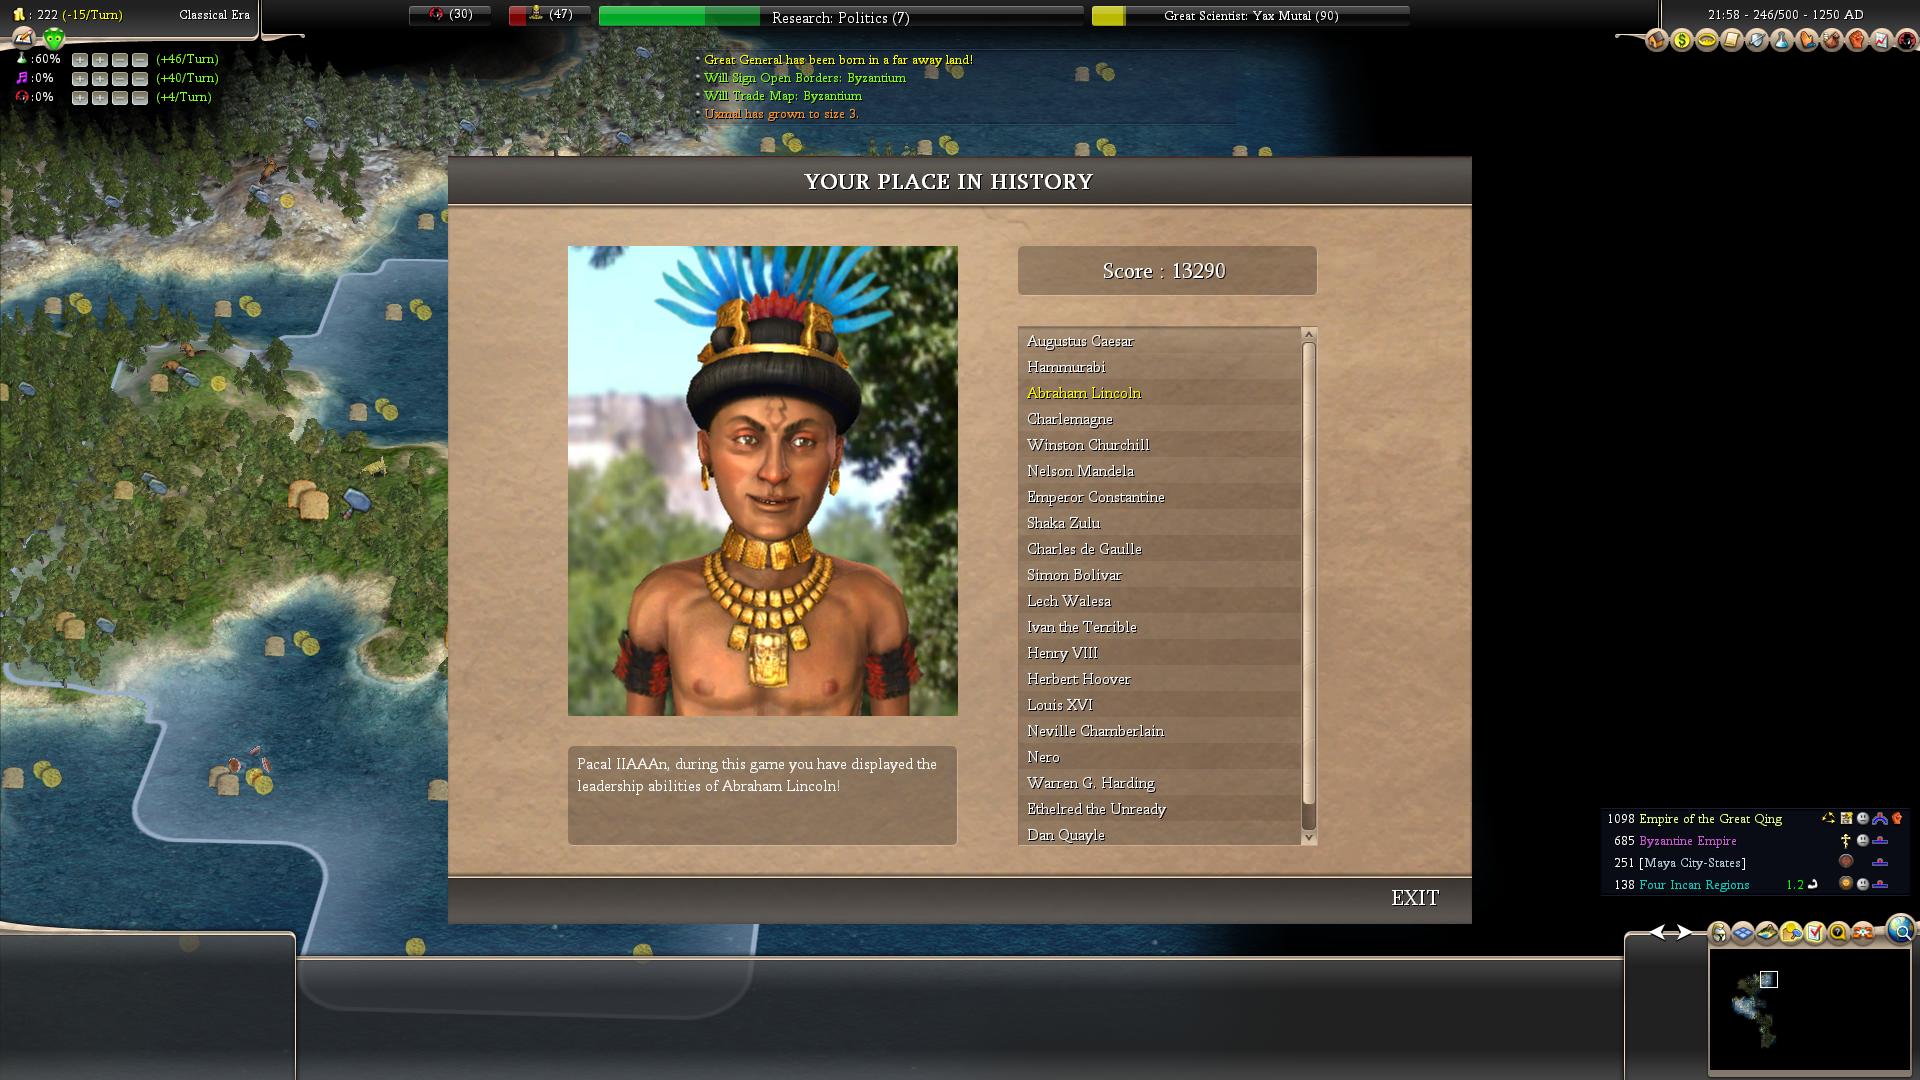 : 222 (-15/Turn)
Classical Era
(30)
(47)
Research: Politics (7)
Great Scientist: Yax Mutal (90)
21:58 - 246/500 - 1250 AD
:60%
(+46/Turn)
:0%
(+40/Turn)
:0%
(+4/Turn)
• Great General has been born in a far away land!
• Will Sign Open Borders: Byzantium
• Will Trade Map: Byzantium
• Uxmal has grown to size 3.
YOUR PLACE IN HISTORY
Score : 13290
Augustus Caesar
Hammurabi
Abraham Lincoln
Charlemagne
Winston Churchill
Nelson Mandela
Emperor Constantine
Shaka Zulu
Charles de Gaulle
Simon Bolivar
Lech Walesa
Ivan the Terrible
Henry VIII
Herbert Hoover
Louis XVI
Neville Chamberlain
Nero
Warren G. Harding
Ethelred the Unready
Dan Quayle
Pacal IIAAAn, during this game you have displayed the
leadership abilities of Abraham Lincoln!
EXIT
1098 Empire of the Great Qing
685 Byzantine Empire
251 [Maya City-States]
138 Four Incan Regions 1.2